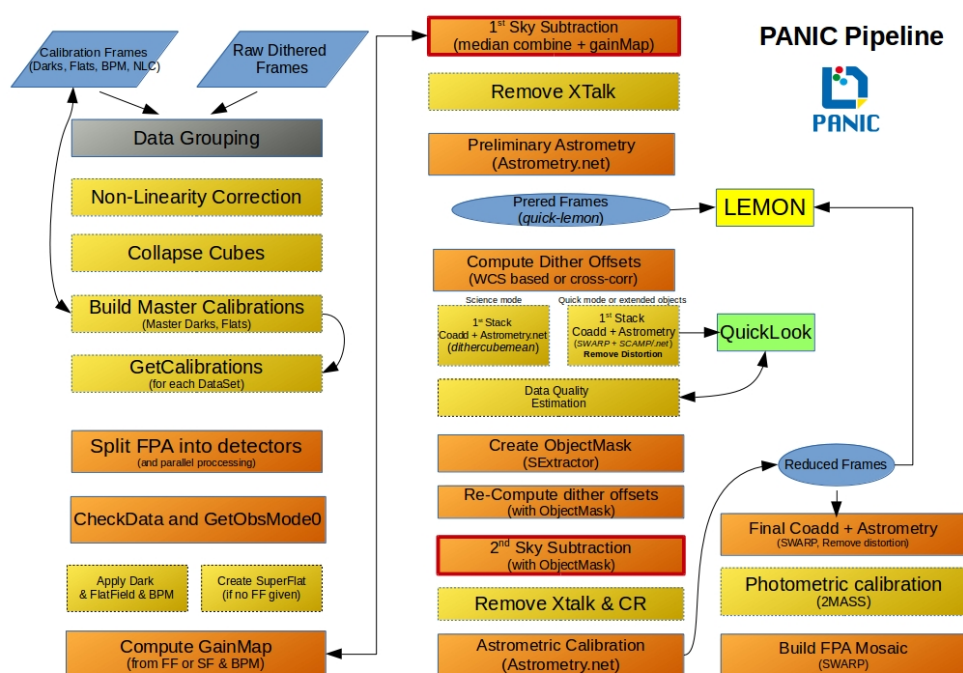 PANIC Pipeline
PANIC
Calibration Frames
(Darks, Flats, BPM, NLC)
Raw Dithered
Frames
Data Grouping
Non-Linearity Correction
Collapse Cubes
Build Master Calibrations
(Master Darks, Flats)
GetCalibrations
(for each DataSet)
Split FPA into detectors
(and parallel proccessing)
CheckData and GetObsMode0
Apply Dark
& FlatField & BPM
Create SuperFlat
(if no FF given)
Compute GainMap
(from FF or SF & BPM)
1st Sky Subtraction
(median combine + gainMap)
Remove XTalk
Preliminary Astrometry
(Astrometry.net)
Prered Frames
(quick-lemon)
LEMON
Compute Dither Offsets
(WCS based or cross-corr)
Science mode
1st Stack
Coadd + Astrometry.net
(dithercubemean)
Quick mode or extended objects
1st Stack
Coadd + Astrometry
(SWARP + SCAMP/.net)
Remove Distortion
QuickLook
Data Quality
Estimation
Create ObjectMask
(SExtractor)
Re-Compute dither offsets
(with ObjectMask)
2nd Sky Subtraction
(with ObjectMask)
Remove Xtalk & CR
Astrometric Calibration
(Astrometry.net)
Reduced Frames
Final Coadd + Astrometry
(SWARP, Remove distortion)
Photometric calibration
(2MASS)
Build FPA Mosaic
(SWARP)